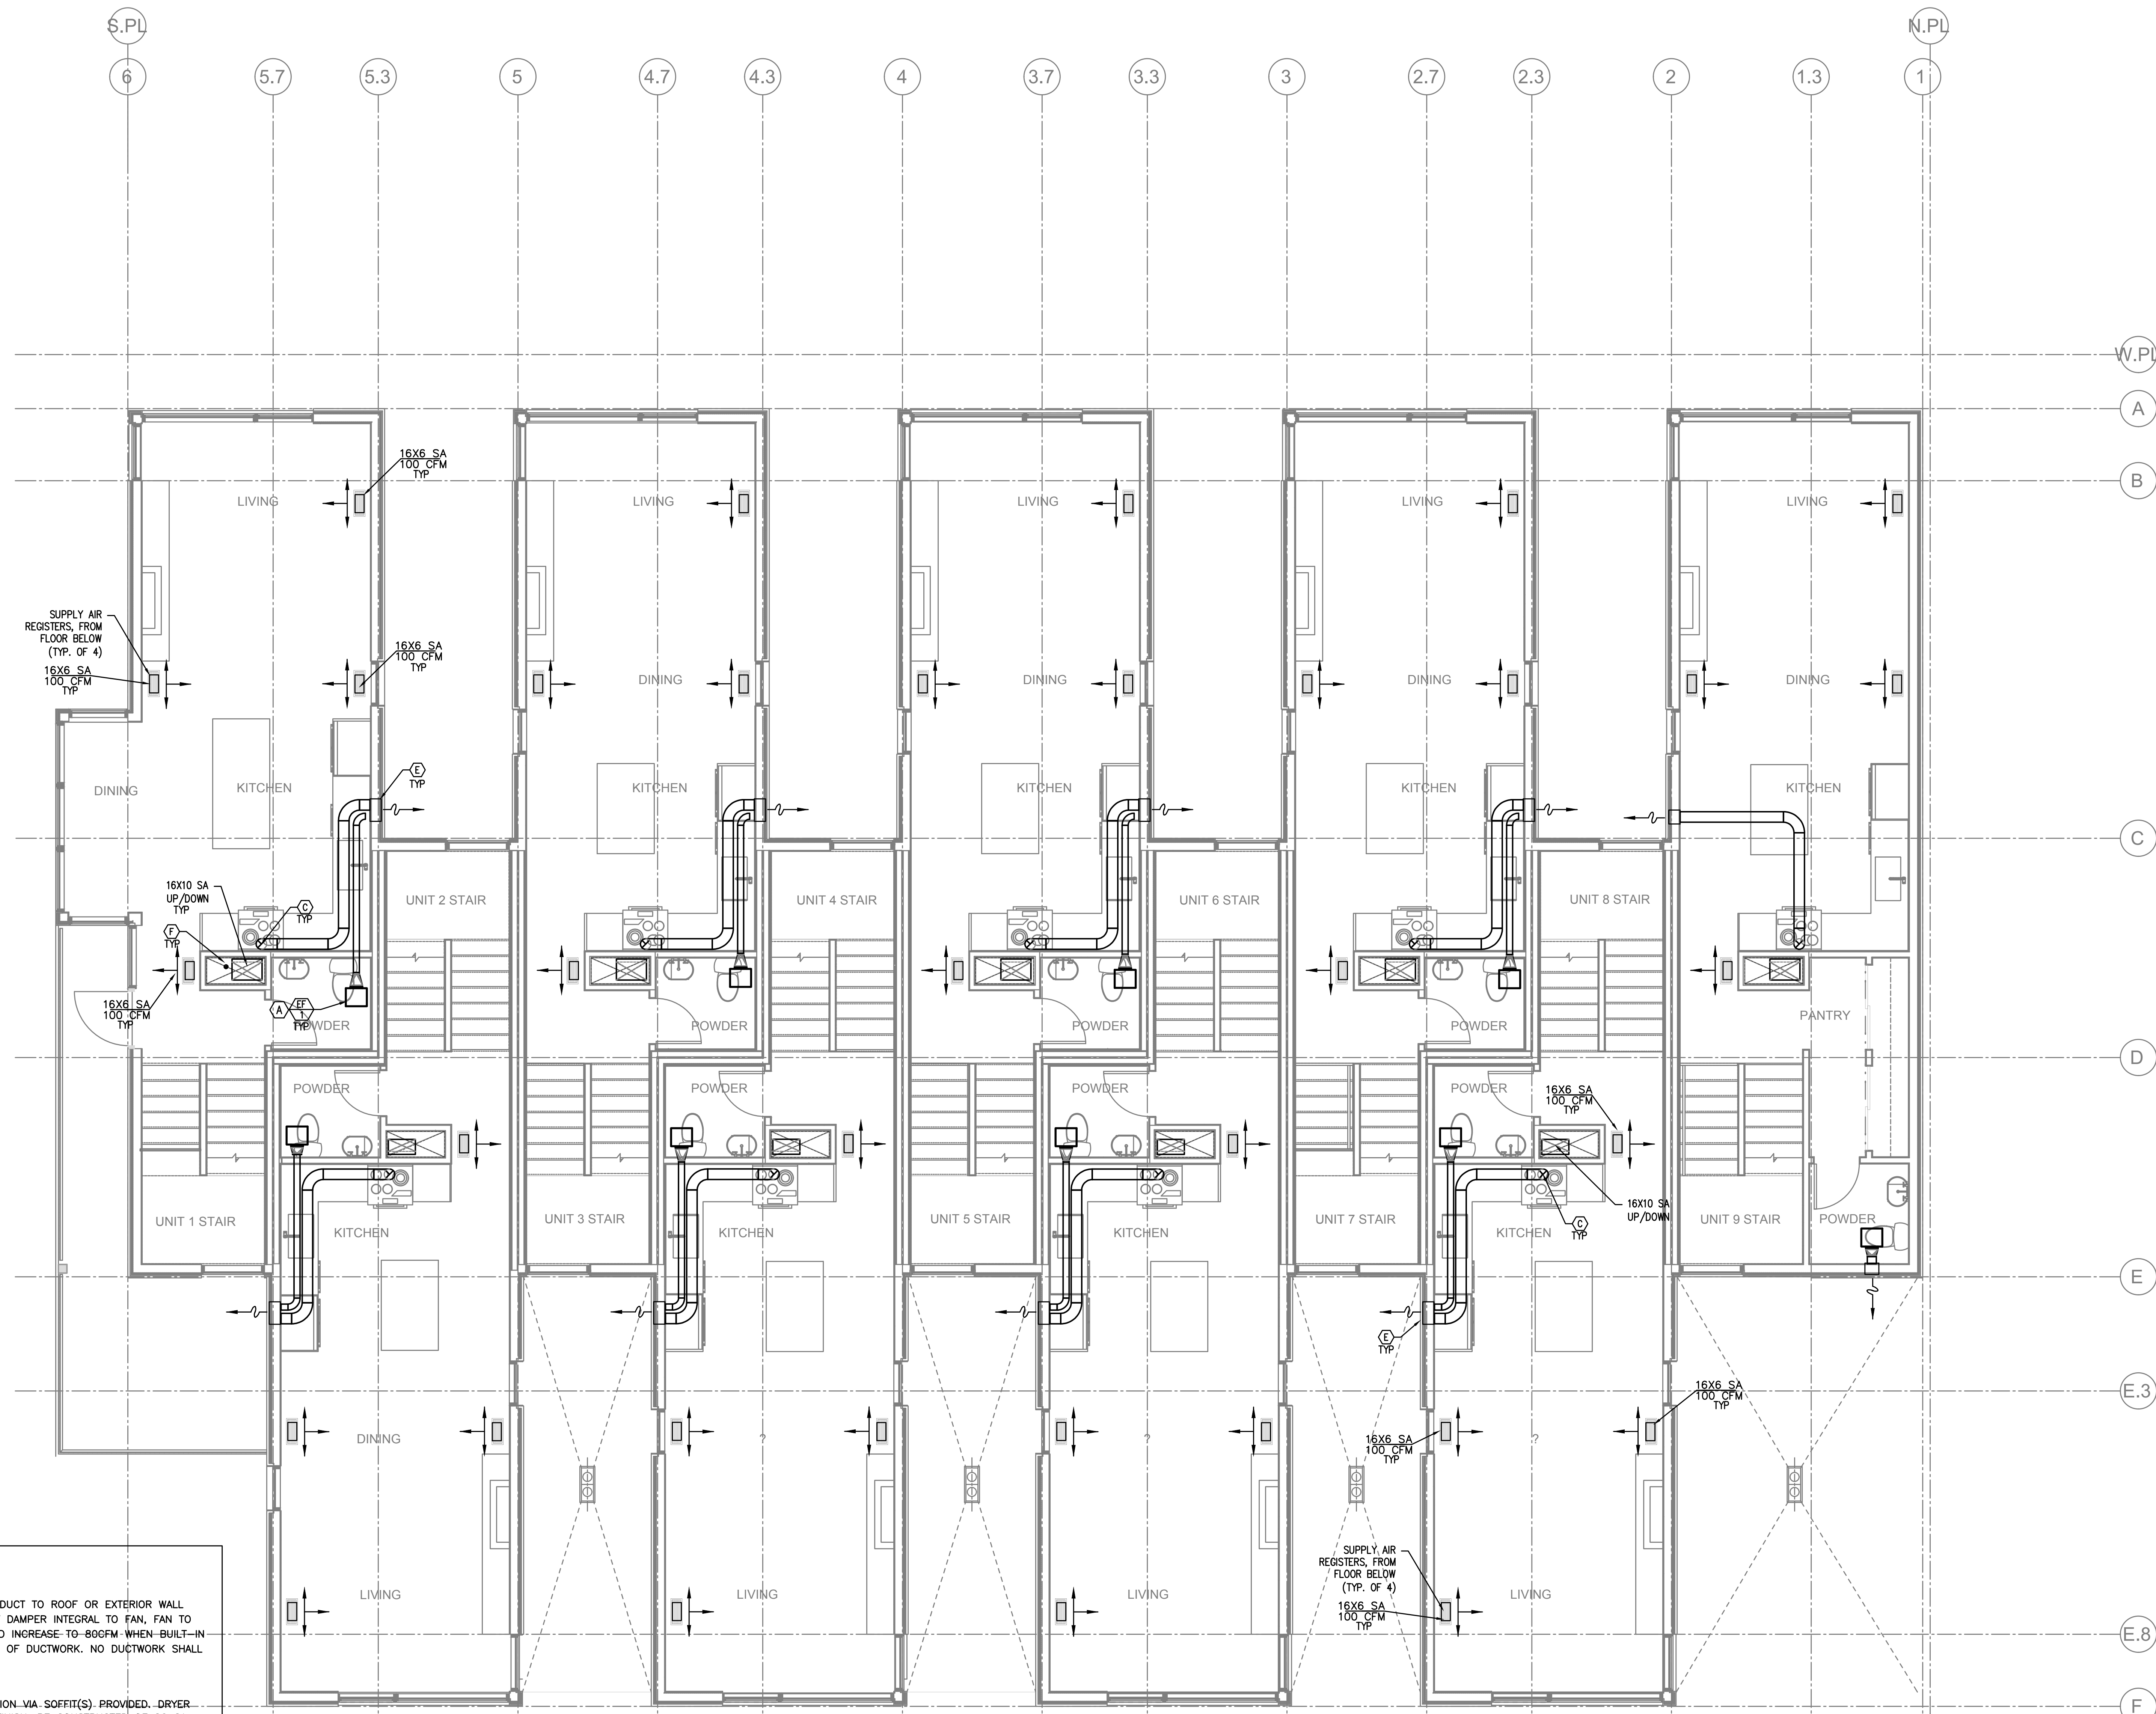 S.PL
N.PL
6
5.7
5.3
5
4.7
4.3
4
3.7
3.3
3
2.7
2.3
2
1.3
1
W.PL
A
B
C
D
E
E.3
E.8
F
16X6 SA
100 CFM
TYP
LIVING
LIVING
LIVING
LIVING
LIVING
SUPPLY AIR
REGISTERS, FROM
FLOOR BELOW
(TYP. OF 4)
16X6 SA
100 CFM
TYP
16X6 SA
100 CFM
TYP
DINING
DINING
DINING
DINING
E
TYP
DINING
KITCHEN
KITCHEN
KITCHEN
KITCHEN
KITCHEN
16X10 SA
UP/DOWN
TYP
C
TYP
F
TYP
UNIT 2 STAIR
UNIT 4 STAIR
UNIT 6 STAIR
UNIT 8 STAIR
16X6 SA
100 CFM
TYP
A
EF
1
TYP
POWDER
POWDER
POWDER
POWDER
PANTRY
POWDER
POWDER
POWDER
POWDER
16X6 SA
100 CFM
TYP
16X10 SA
UP/DOWN
C
TYP
UNIT 1 STAIR
UNIT 3 STAIR
UNIT 5 STAIR
UNIT 7 STAIR
UNIT 9 STAIR
POWDER
KITCHEN
KITCHEN
KITCHEN
KITCHEN
E
TYP
16X6 SA
100 CFM
TYP
DINING
?
?
?
16X6 SA
100 CFM
TYP
SUPPLY AIR
REGISTERS, FROM
FLOOR BELOW
(TYP. OF 4)
16X6 SA
100 CFM
TYP
LIVING
LIVING
LIVING
LIVING
DUCT TO ROOF OR EXTERIOR WALL
DAMPER INTEGRAL TO FAN, FAN TO
INCREASE TO 80CFM WHEN BUILT-IN
OF DUCTWORK. NO DUCTWORK SHALL
ION VIA SOFFIT(S) PROVIDED. DRYER